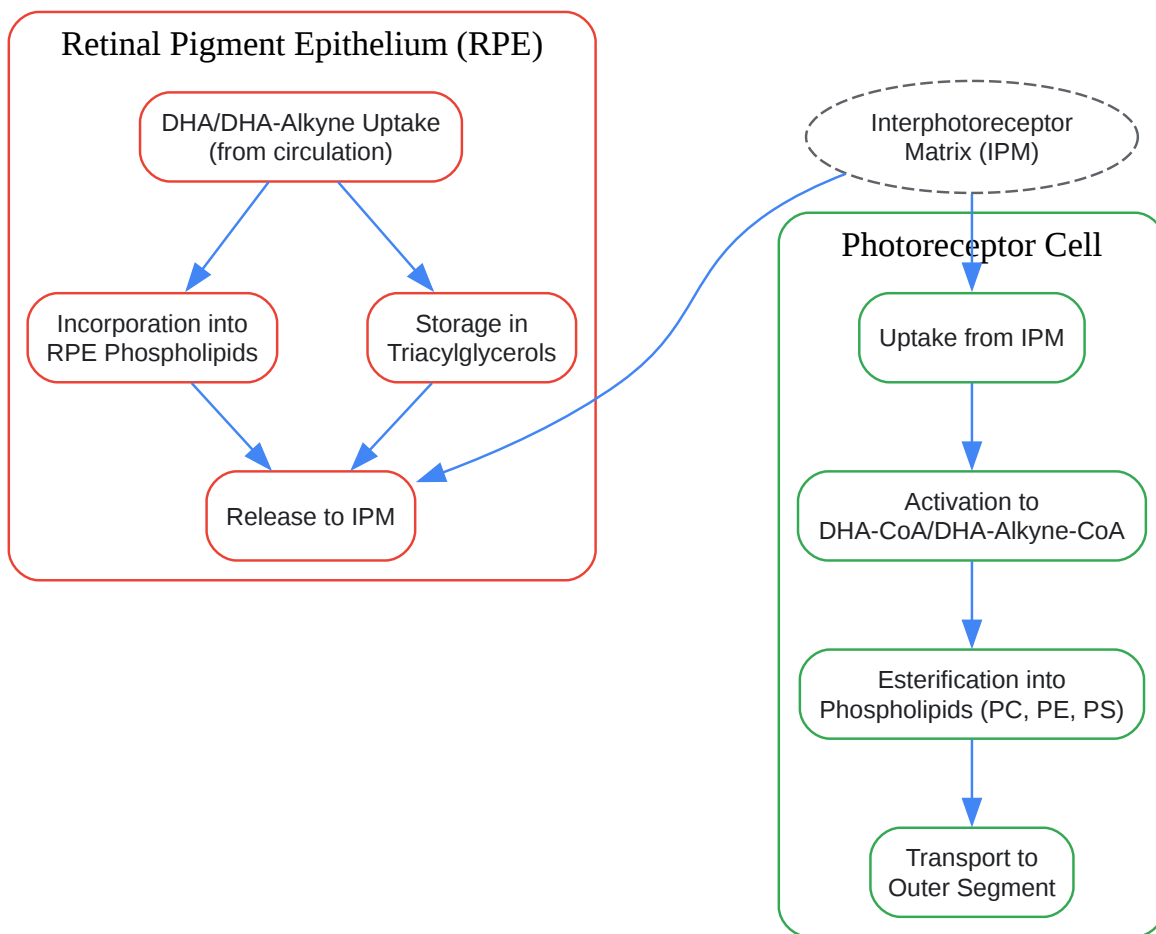 Retinal Pigment Epithelium (RPE)
DHA/DHA-Alkyne Uptake
(from circulation)
Incorporation into
RPE Phospholipids
Storage in
Triacylglycerols
Release to IPM
Interphotoreceptor
Matrix (IPM)
Photoreceptor Cell
Uptake from IPM
Activation to
DHA-CoA/DHA-Alkyne-CoA
Esterification into
Phospholipids (PC, PE, PS)
Transport to
Outer Segment